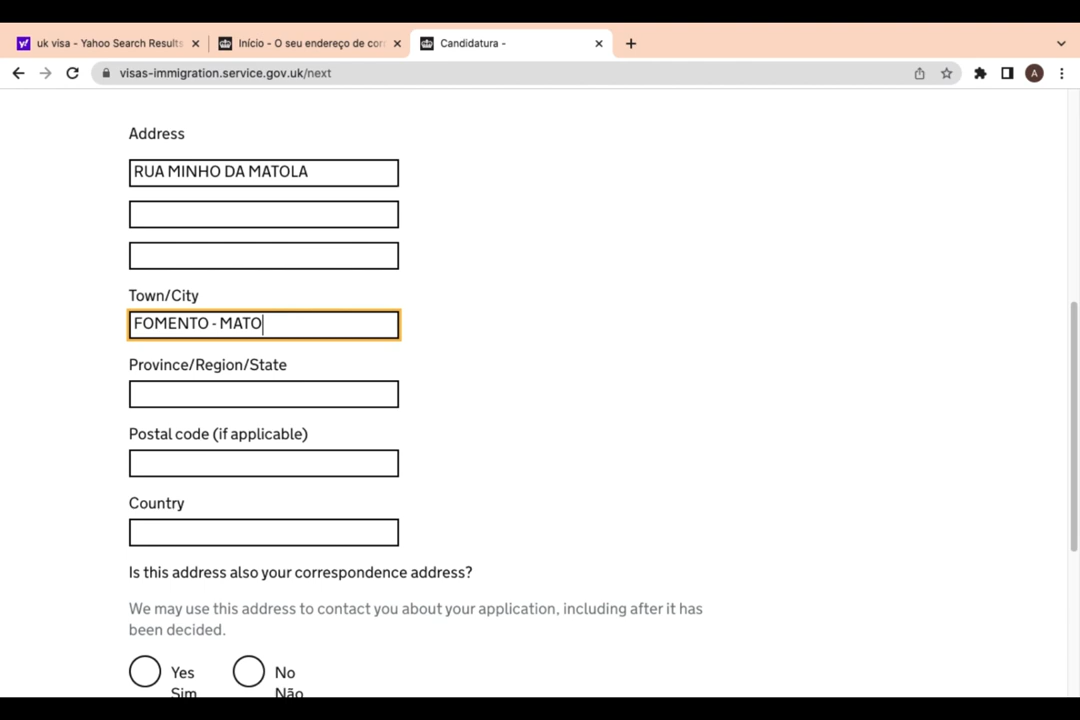 uk visa - Yahoo Search Results
Início - O seu endereço de cor
Candidatura -
visas-immigration.service.gov.uk/next
A
Address
RUA MINHO DA MATOLA
Town/City
FOMENTO - MATO
Province/Region/State
Postal code (if applicable)
Country
Is this address also your correspondence address?
We may use this address to contact you about your application, including after it has
been decided.
Yes No
Sim Não